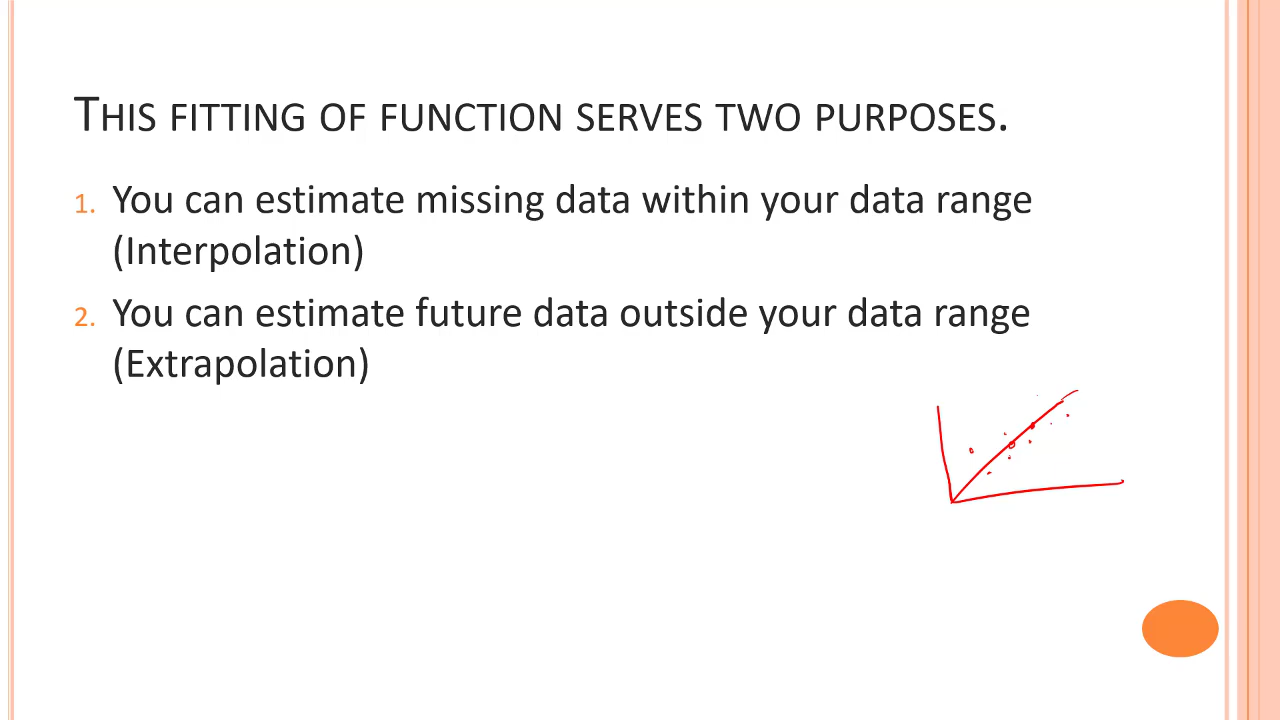 THIS FITTING OF FUNCTION SERVES TWO PURPOSES.
1. You can estimate missing data within your data range
(Interpolation)
2. You can estimate future data outside your data range
(Extrapolation)